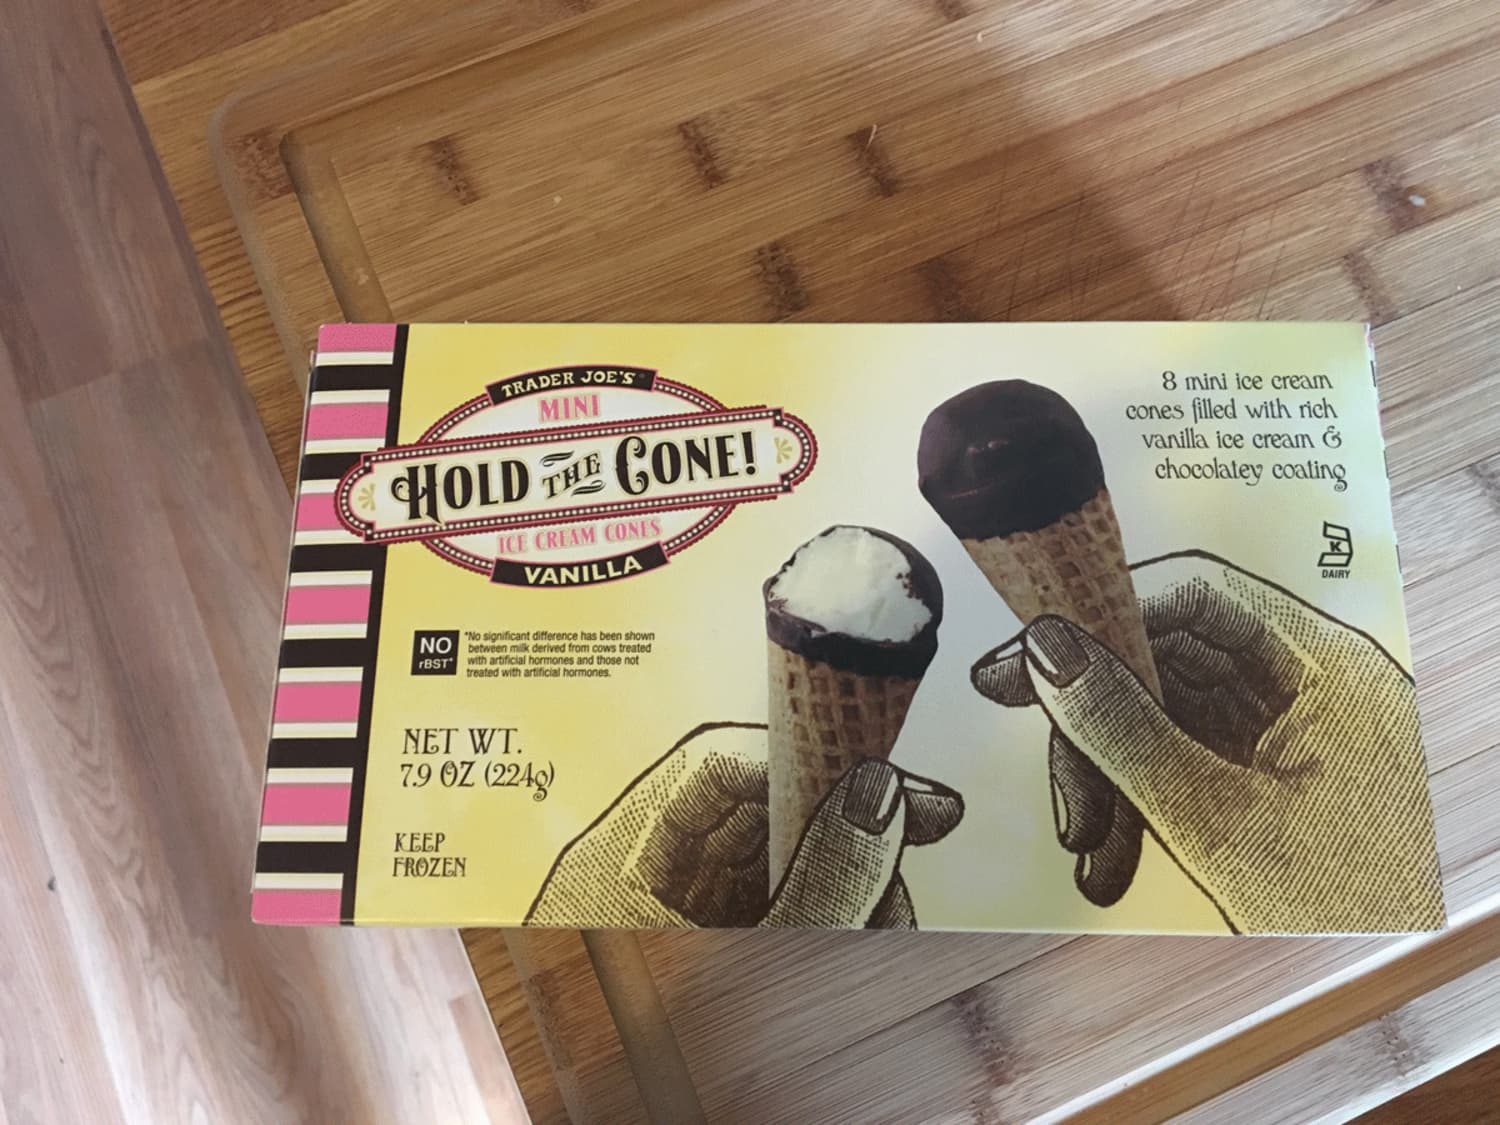 TRADER JOE'S
MINI
HOLD THE CONE!
ICE CREAM CONES
VANILLA
8 mini ice cream
cones filled with rich
vanilla ice cream &
chocolatey coating
K
DAIRY
NO
rBST*
*No significant difference has been shown
between milk derived from cows treated
with artificial hormones and those not
treated with artificial hormones.
NET WT.
7.9 OZ (224g)
KEEP
FROZEN